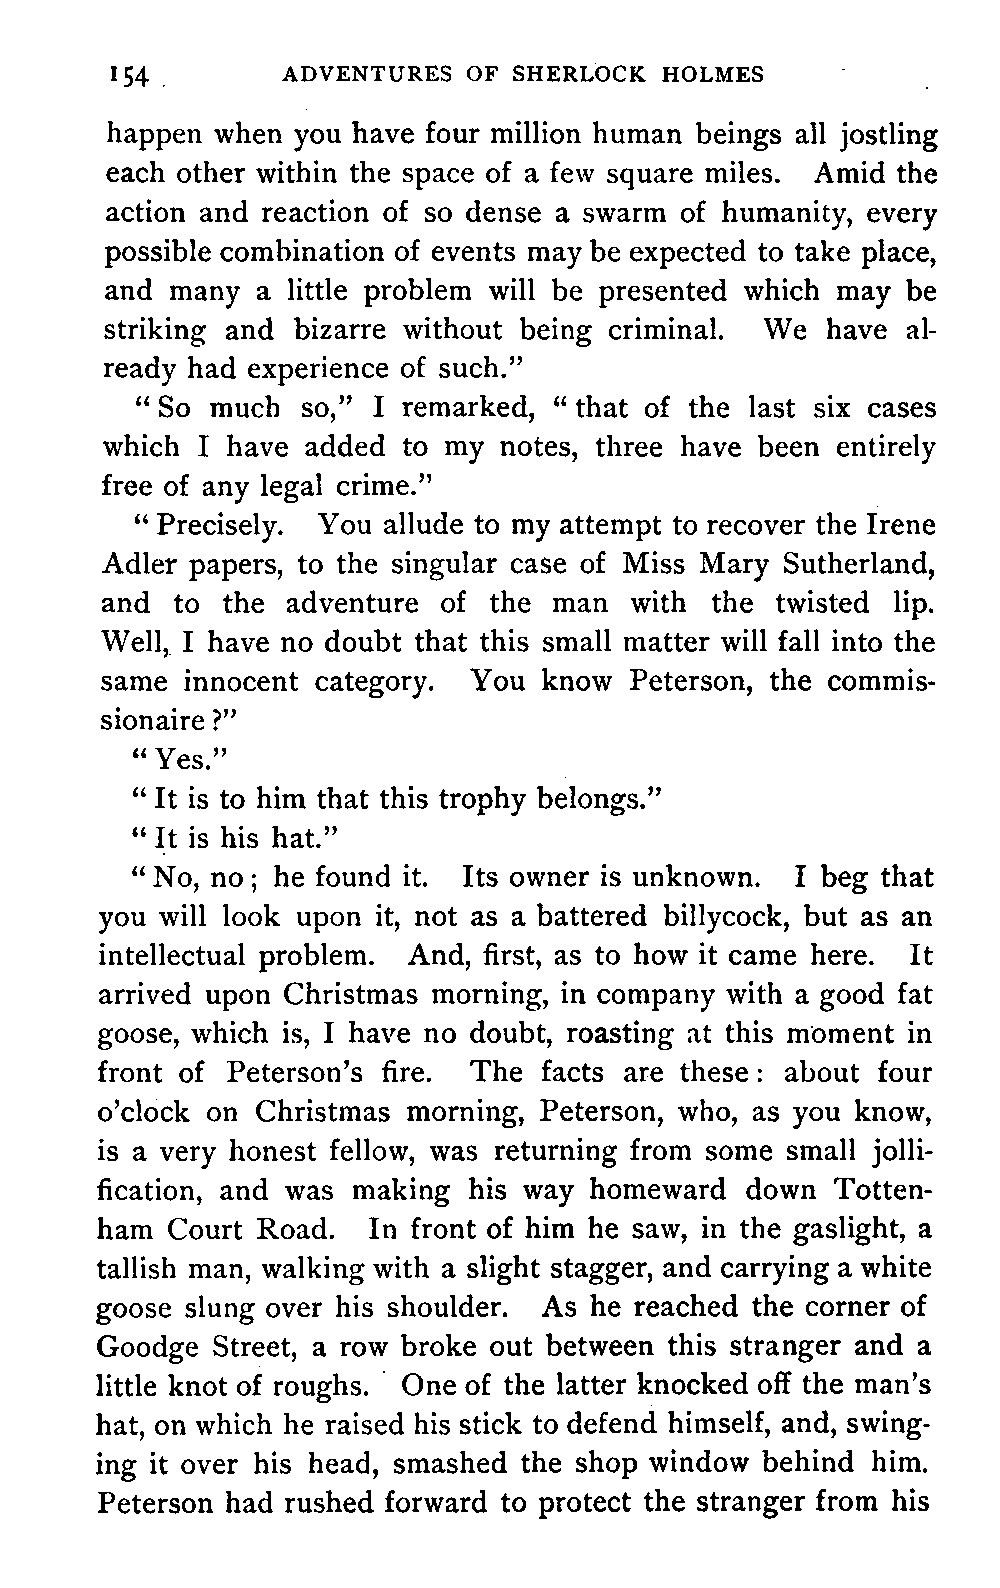 154 ADVENTURES OF SHERLOCK HOLMES
happen when you have four million human beings all jostling
each other within the space of a few square miles. Amid the
action and reaction of so dense a swarm of humanity, every
possible combination of events may be expected to take place,
and many a little problem will be presented which may be
striking and bizarre without being criminal. We have al-
ready had experience of such.”
“ So much so,” I remarked, “ that of the last six cases
which I have added to my notes, three have been entirely
free of any legal crime.”
“ Precisely. You allude to my attempt to recover the Irene
Adler papers, to the singular case of Miss Mary Sutherland,
and to the adventure of the man with the twisted lip.
Well, I have no doubt that this small matter will fall into the
same innocent category. You know Peterson, the commis-
sionaire ?”
“ Yes.”
“ It is to him that this trophy belongs.”
“ It is his hat.”
“ No, no ; he found it. Its owner is unknown. I beg that
you will look upon it, not as a battered billycock, but as an
intellectual problem. And, first, as to how it came here. It
arrived upon Christmas morning, in company with a good fat
goose, which is, I have no doubt, roasting at this moment in
front of Peterson’s fire. The facts are these : about four
o’clock on Christmas morning, Peterson, who, as you know,
is a very honest fellow, was returning from some small jolli-
fication, and was making his way homeward down Totten-
ham Court Road. In front of him he saw, in the gaslight, a
tallish man, walking with a slight stagger, and carrying a white
goose slung over his shoulder. As he reached the corner of
Goodge Street, a row broke out between this stranger and a
little knot of roughs. One of the latter knocked off the man’s
hat, on which he raised his stick to defend himself, and, swing-
ing it over his head, smashed the shop window behind him.
Peterson had rushed forward to protect the stranger from his